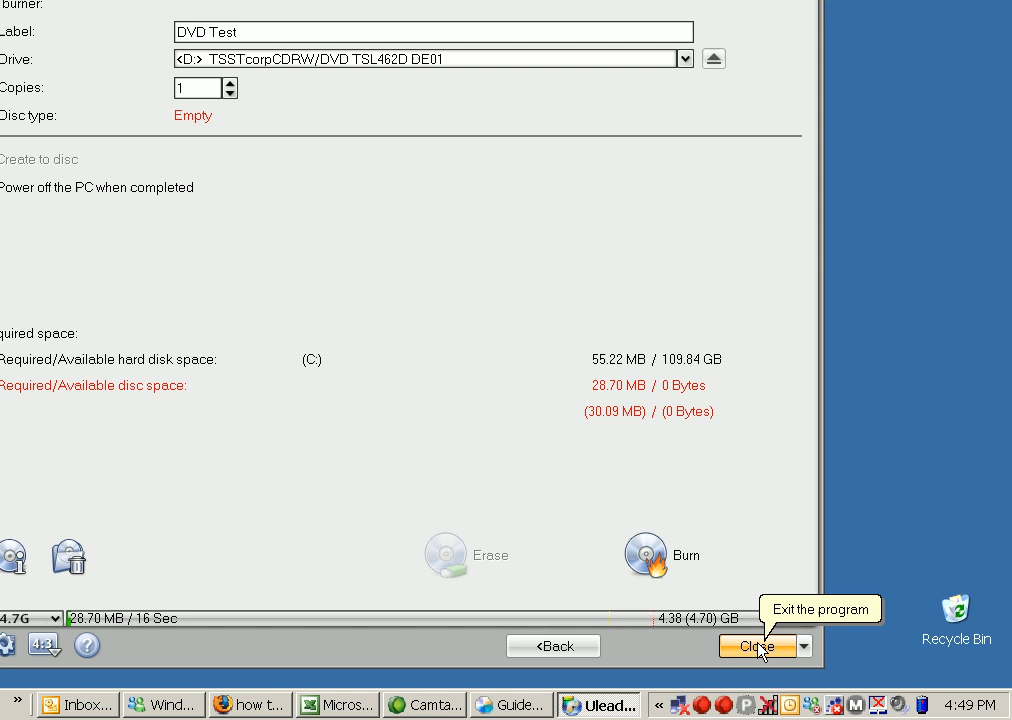 burner:
Label: DVD Test
Drive: <D:> TSSTcorpCDRW/DVD TSL462D DE01
Copies: 1
Disc type: Empty
Create to disc
Power off the PC when completed
quired space:
Required/Available hard disk space: (C:) 55.22 MB / 109.84 GB
Required/Available disc space: 28.70 MB / 0 Bytes
(30.09 MB) / (0 Bytes)
Erase Burn
4.7G 28.70 MB / 16 Sec 4.38 (4.70) GB
Exit the program
4:3 ? <Back Close
Recycle Bin
» Inbox... Wind... how t... Micros... Camta... Guide... Ulead... « P M 4:49 PM